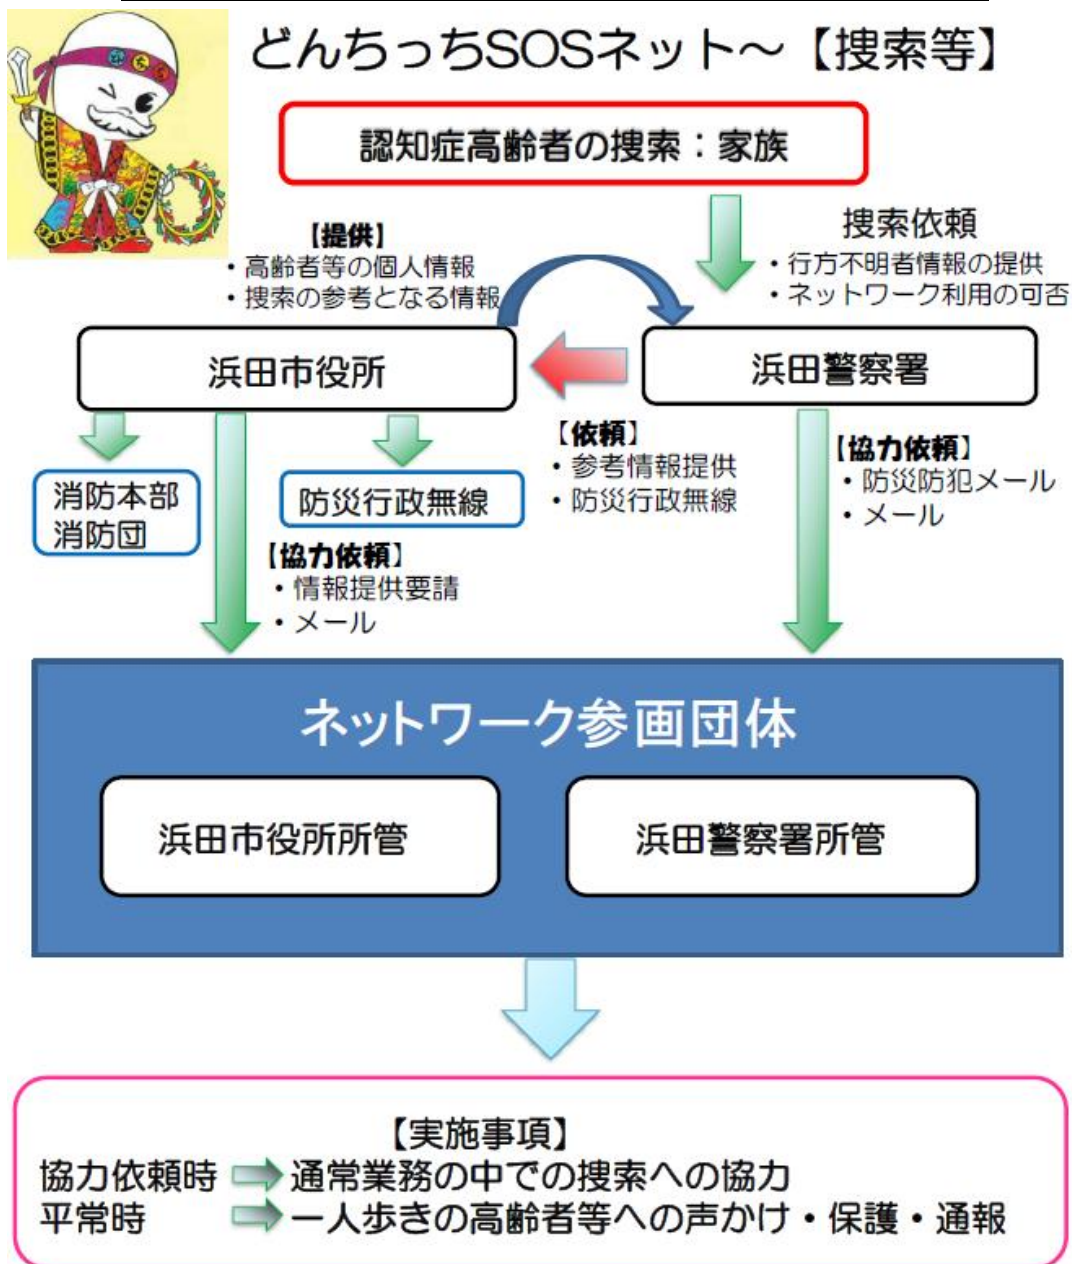 どんちっちSOSネット～【捜索等】
認知症高齢者の捜索：家族
捜索依頼
・行方不明者情報の提供
・ネットワーク利用の可否
【提供】
・高齢者等の個人情報
・捜索の参考となる情報
浜田市役所
浜田警察署
【依頼】
・参考情報提供
・防災行政無線
消防本部
消防団
防災行政無線
【協力依頼】
・情報提供要請
・メール
【協力依頼】
・防災防犯メール
・メール
ネットワーク参画団体
浜田市役所所管
浜田警察署所管
【実施事項】
協力依頼時 ➡ 通常業務の中での捜索への協力
平常時 ➡ 一人歩きの高齢者等への声かけ・保護・通報